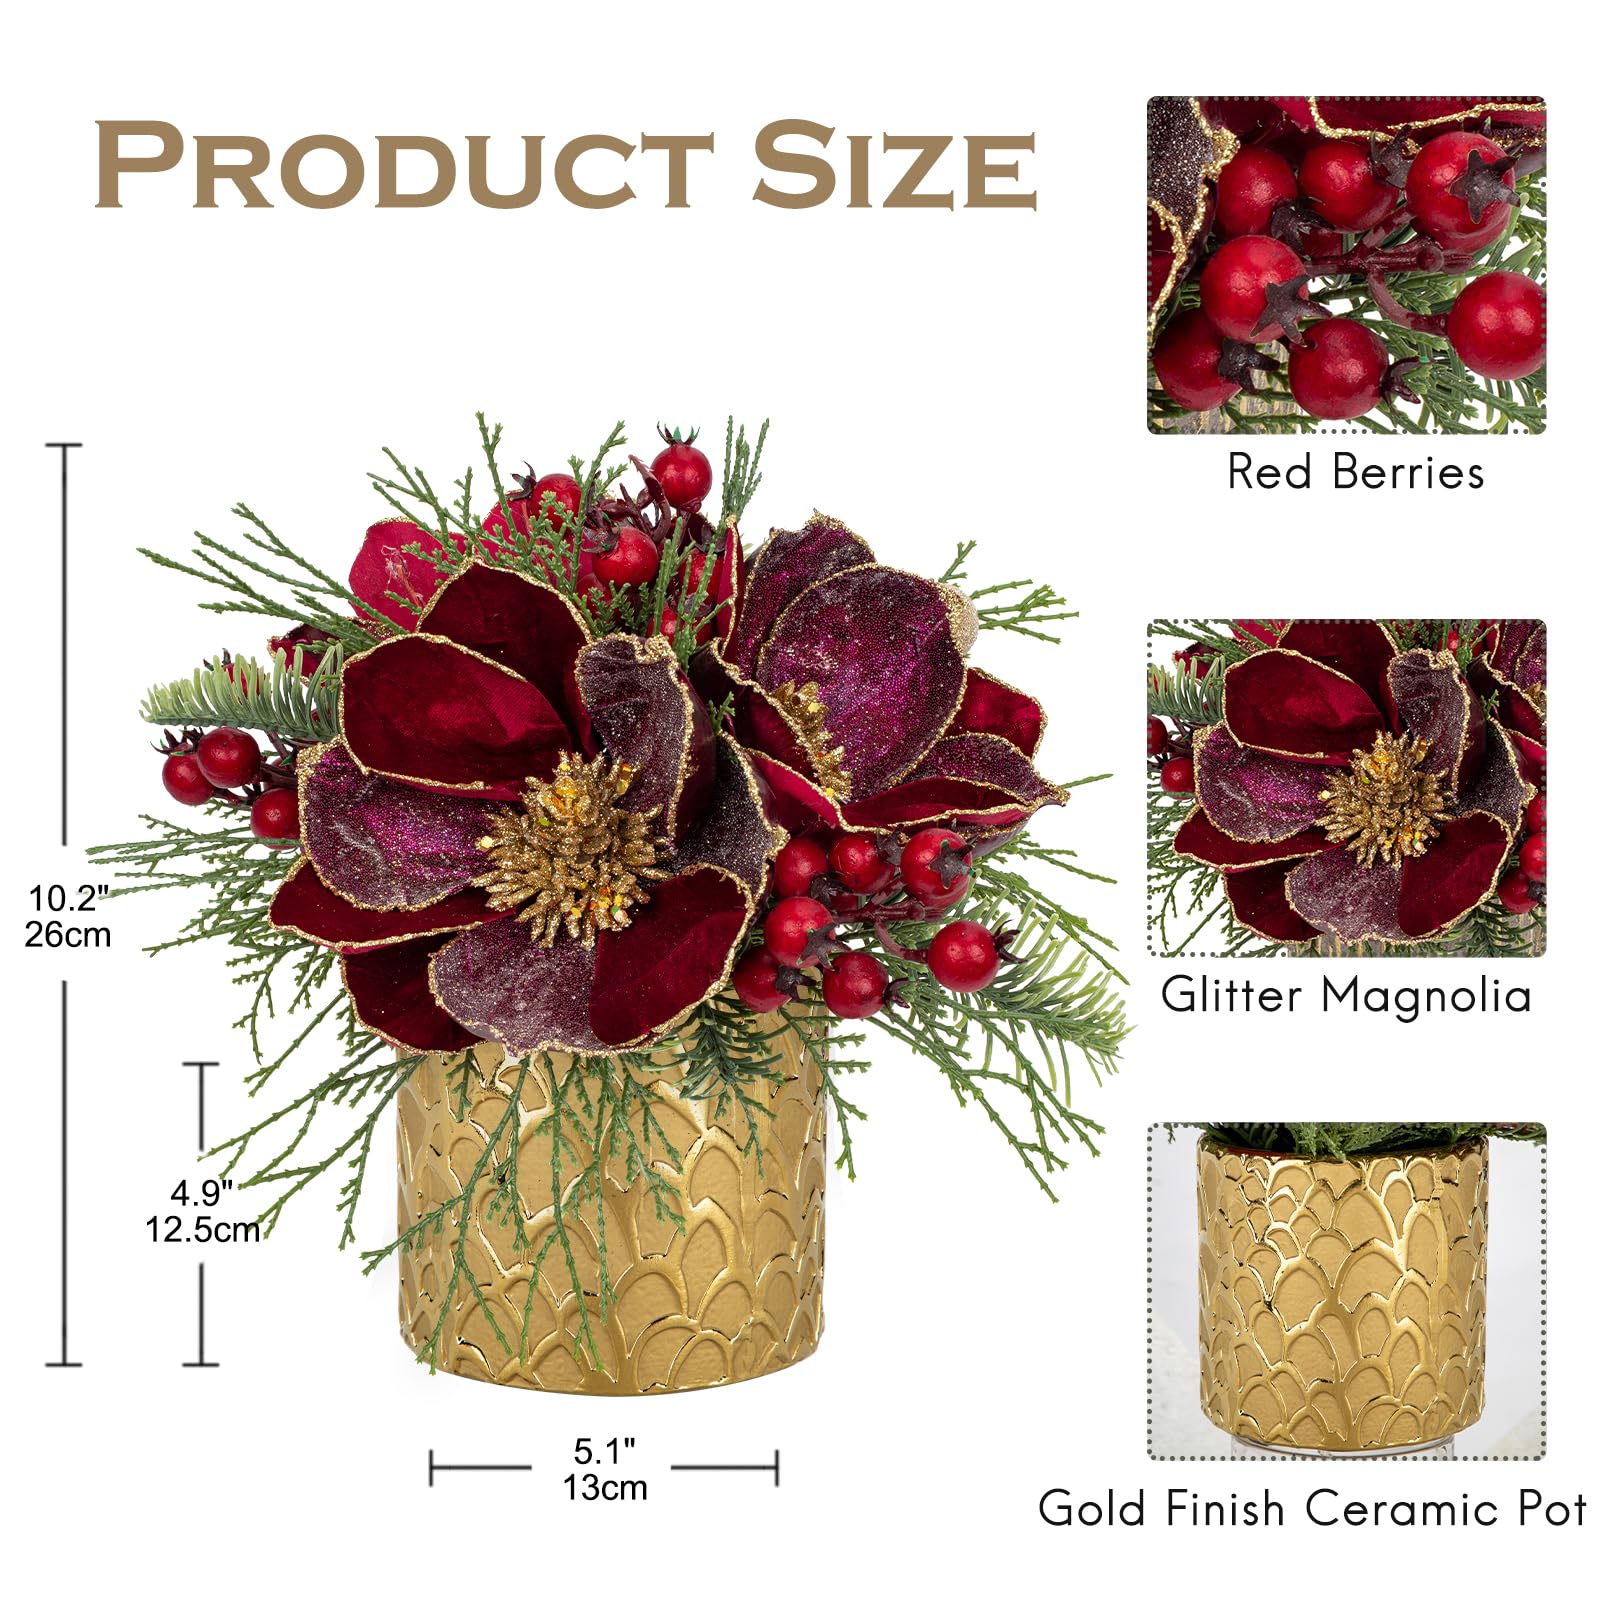 PRODUCT SIZE
Red Berries
10.2"
26cm
Glitter Magnolia
4.9"
12.5cm
5.1"
13cm
Gold Finish Ceramic Pot